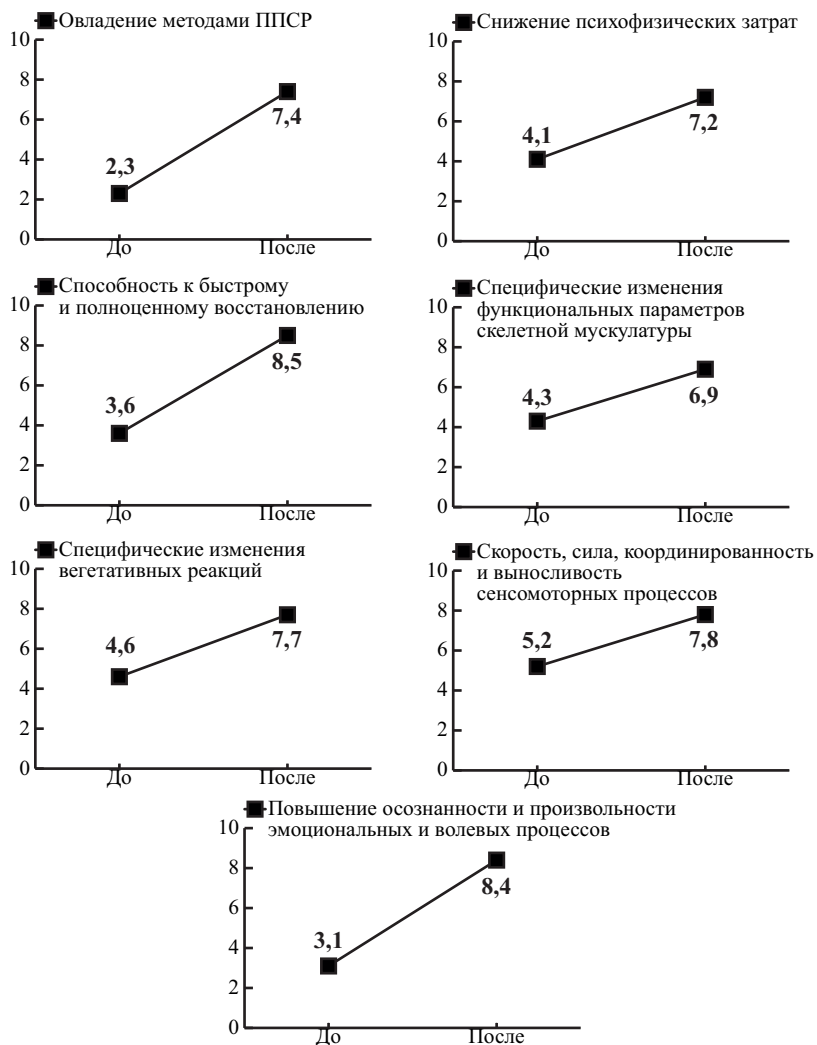 Овладение методами ППСР
10
8
6
4
2
0
2,3
7,4
До
После
Снижение психофизических затрат
10
8
6
4
2
0
4,1
7,2
До
После
Способность к быстрому
и полноценному восстановлению
10
8
6
4
2
0
3,6
8,5
До
После
Специфические изменения
функциональных параметров
скелетной мускулатуры
10
8
6
4
2
0
4,3
6,9
До
После
Специфические изменения
вегетативных реакций
10
8
6
4
2
0
4,6
7,7
До
После
Скорость, сила, координированность
и выносливость
сенсомоторных процессов
10
8
6
4
2
0
5,2
7,8
До
После
Повышение осознанности и произвольности
эмоциональных и волевых процессов
10
8
6
4
2
0
3,1
8,4
До
После